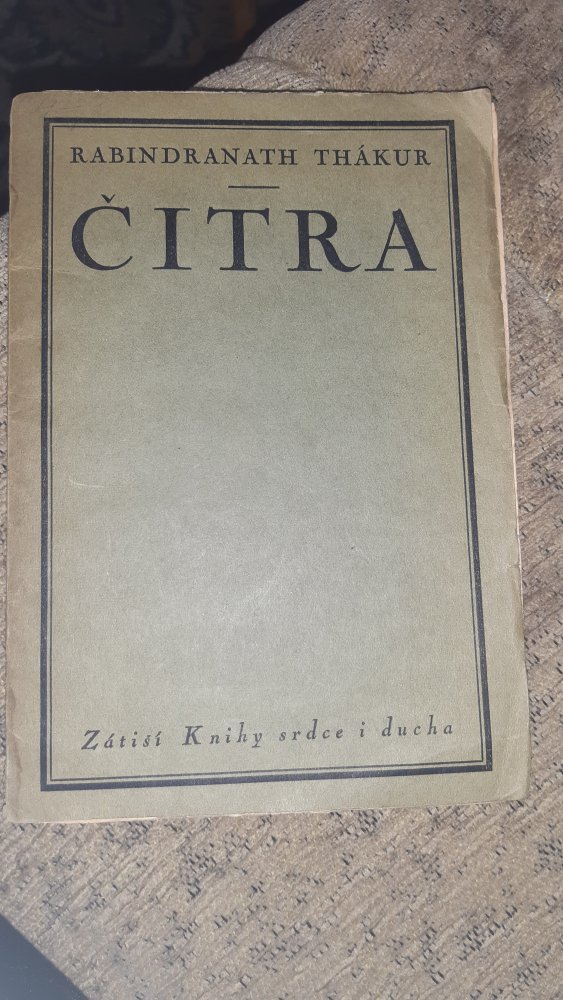 RABINDRANATH THÁKUR
ČITRA
Zátiší Knihy srdce i ducha